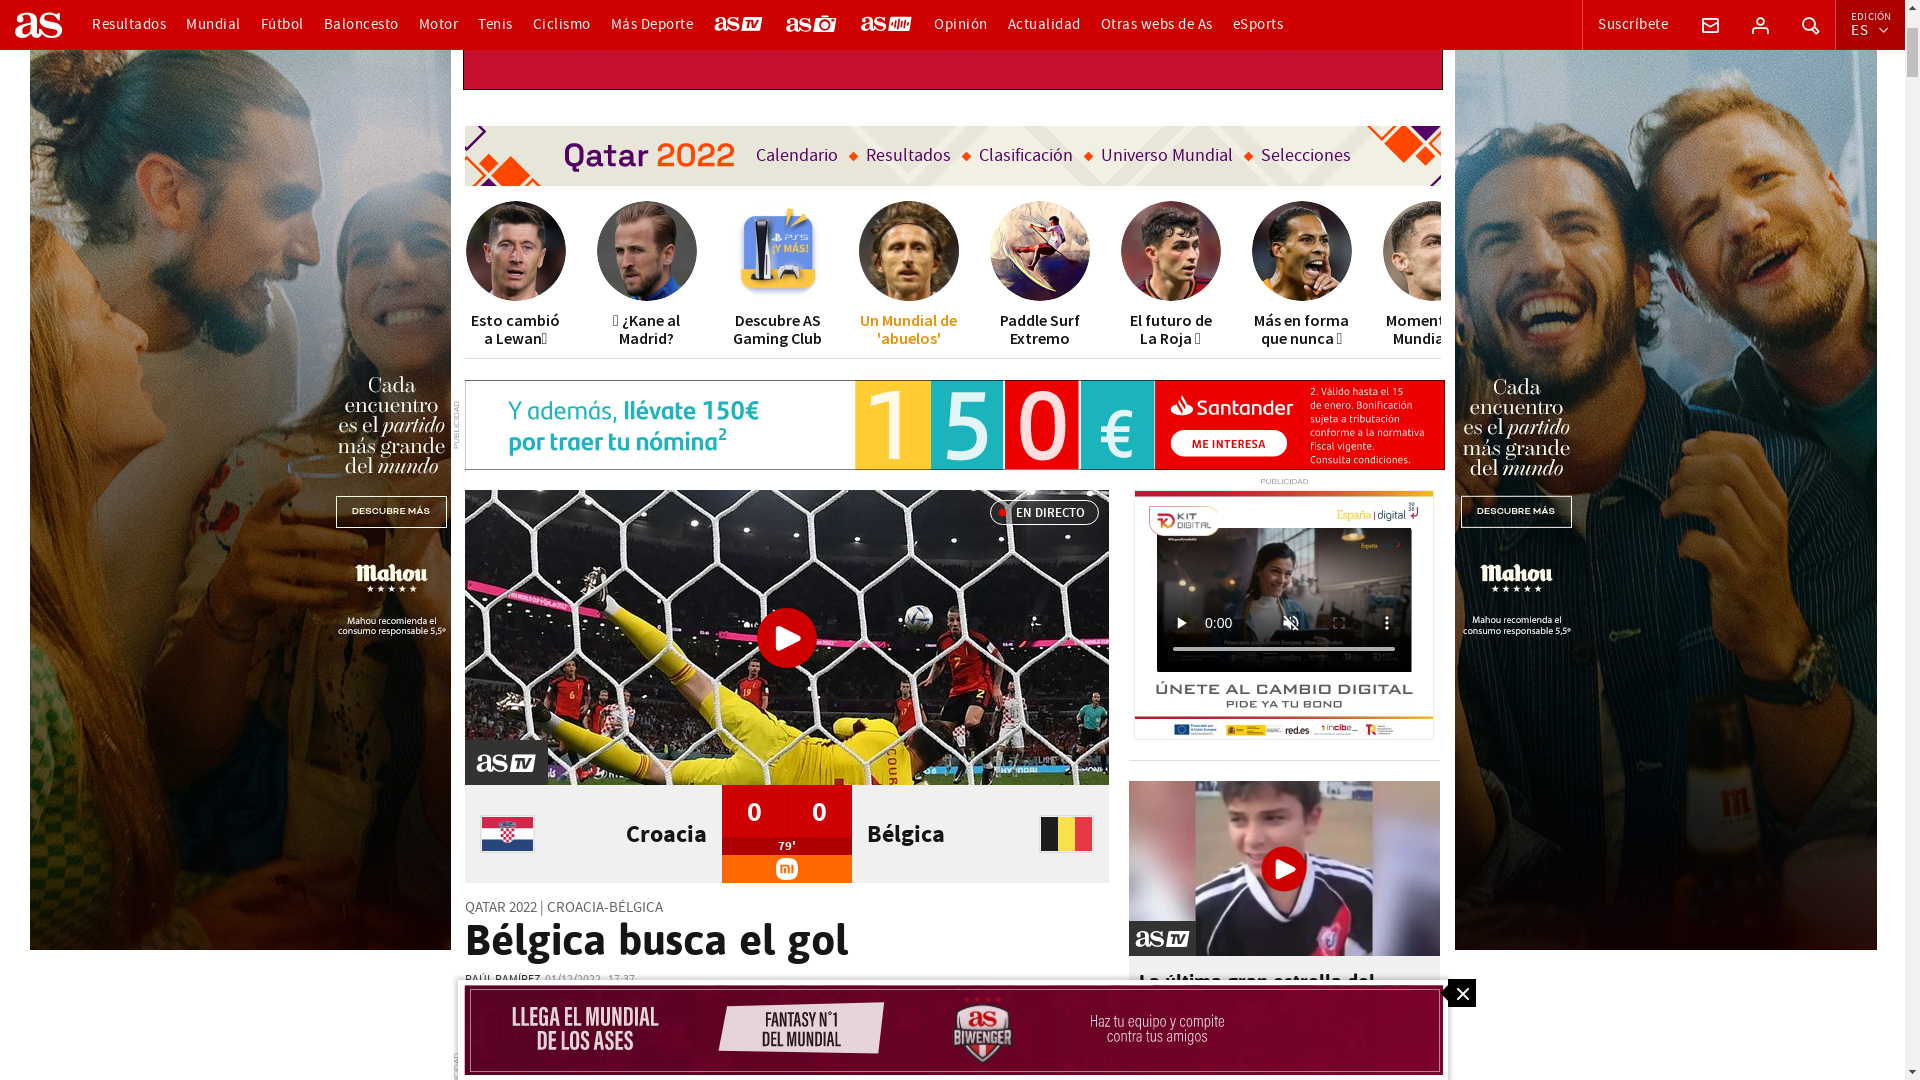 as Resultados Mundial Fútbol Baloncesto Motor Tenis Ciclismo Más Deporte as TV as as Opinión Actualidad Otras webs de As eSports Suscríbete EDICIÓN ES
Qatar 2022 Calendario Resultados Clasificación Universo Mundial Selecciones
PS5
¡Y MÁS!
Esto cambió
a Lewan
¿Kane al
Madrid?
Descubre AS
Gaming Club
Un Mundial de
'abuelos'
Paddle Surf
Extremo
El futuro de
La Roja
Más en forma
que nunca
Moment
Mundia
Cada
encuentro
es el partido
más grande
del mundo
DESCUBRE MÁS
Mahou
Mahou recomienda el
consumo responsable 5,5º
PUBLICIDAD
Y además, llévate 150€
por traer tu nómina2
150€
Santander
ME INTERESA
2. Válido hasta el 15
de enero. Bonificación
sujeta a tributación
conforme a la normativa
fiscal vigente.
Consulta condiciones.
EN DIRECTO
as TV
Croacia
0 0
79'
mi
Bélgica
QATAR 2022 | CROACIA-BÉLGICA
Bélgica busca el gol
RAÚL RAMÍREZ 01/12/2022 - 17:37
PUBLICIDAD
KIT
DIGITAL
España | digital
0:00
ÚNETE AL CAMBIO DIGITAL
PIDE YA TU BONO
red.es
incibe_
as TV
La última gran estrella del
Cada
encuentro
es el partido
más grande
del mundo
DESCUBRE MÁS
Mahou
Mahou recomienda el
consumo responsable 5,5º
LLEGA EL MUNDIAL
DE LOS ASES
FANTASY Nº1
DEL MUNDIAL
as
BIWENGER
Haz tu equipo y compite
contra tus amigos